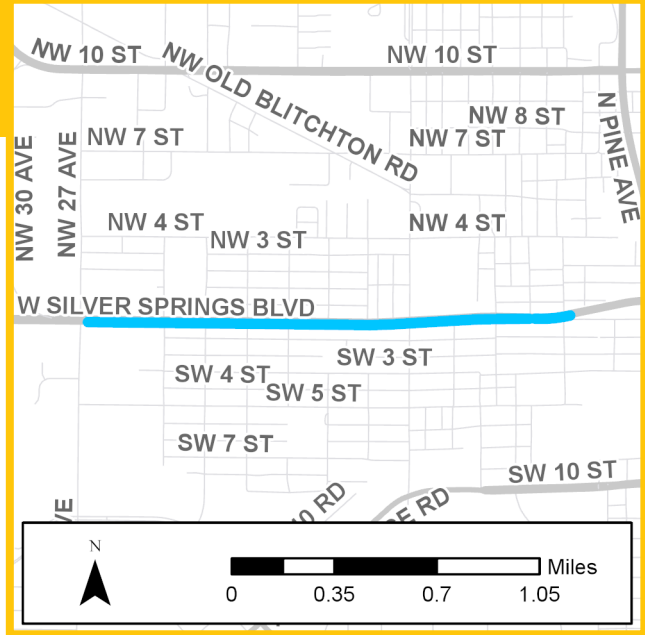 NW 10 ST
NW 10 ST
NW OLD BLITCHTON RD
NW 8 ST
N PINE AVE
NW 7 ST
NW 7 ST
NW 30 AVE
NW 27 AVE
NW 4 ST
NW 4 ST
NW 3 ST
W SILVER SPRINGS BLVD
SW 3 ST
SW 4 ST
SW 5 ST
SW 7 ST
SW 10 ST
RD
RD
N
Miles
0 0.35 0.7 1.05